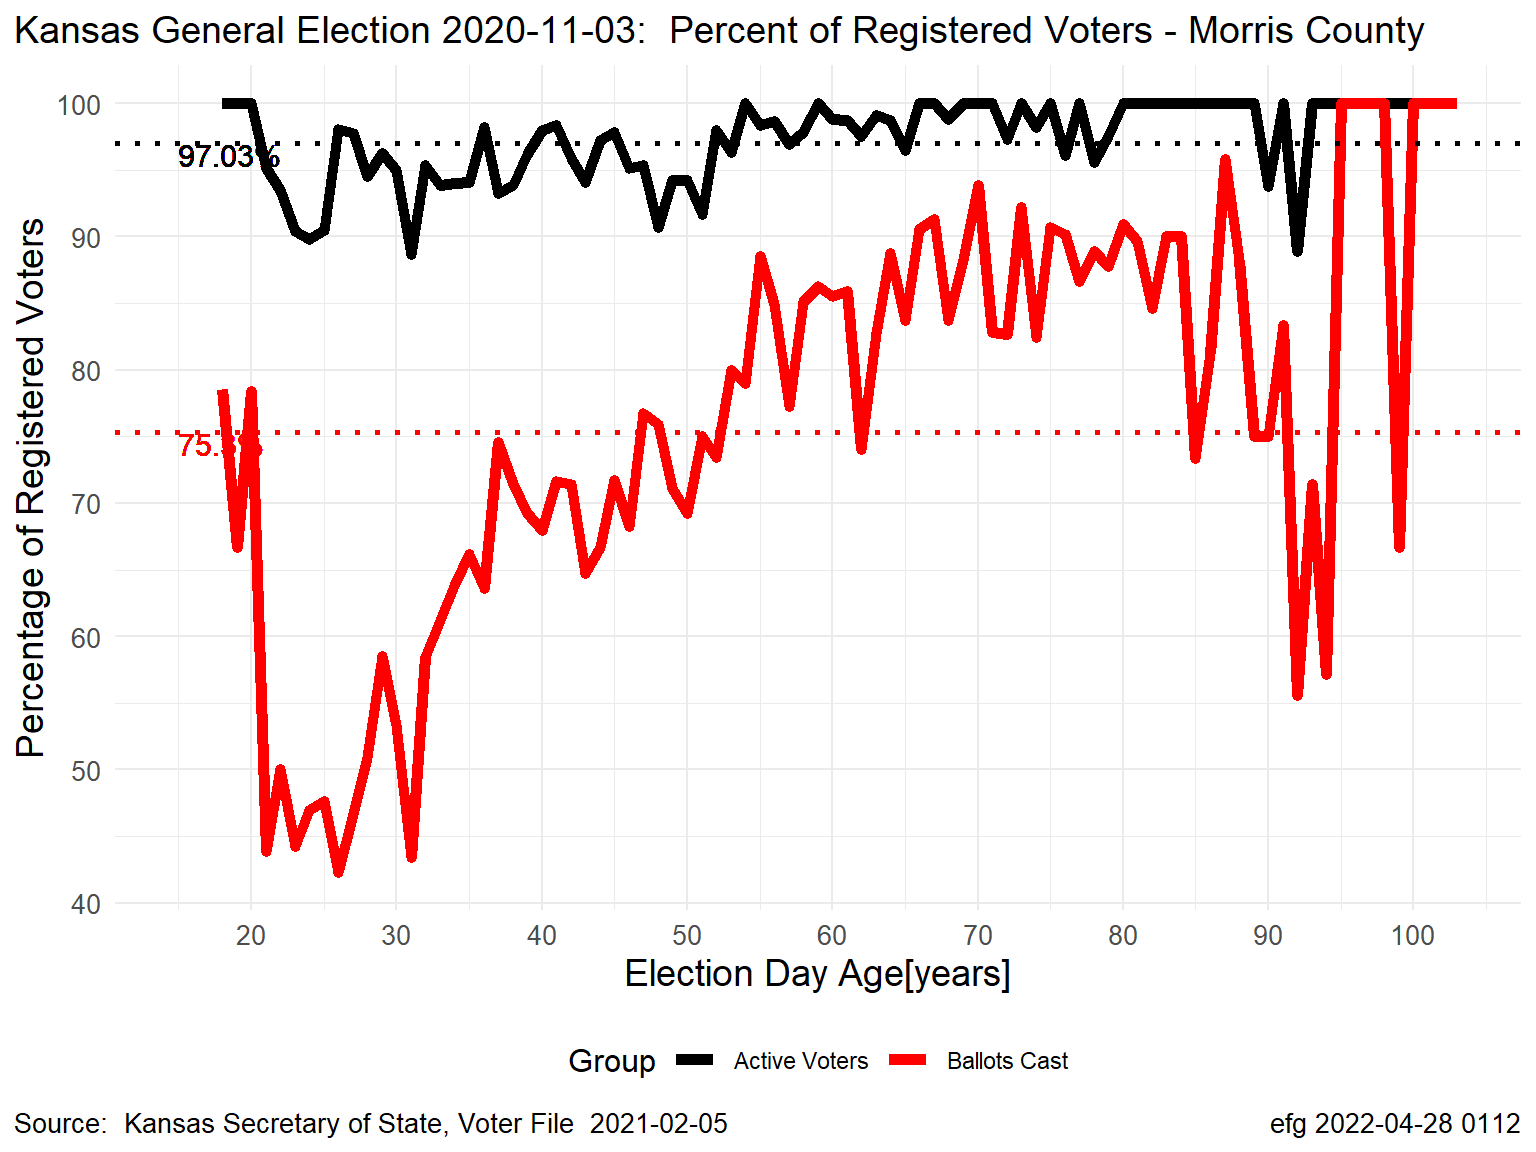 Kansas General Election 2020-11-03:  Percent of Registered Voters - Morris County
Percentage of Registered Voters
100
90
80
70
60
50
40
97.03%
20 30 40 50 60 70 80 90 100
Election Day Age[years]
Group Active Voters Ballots Cast
Source:  Kansas Secretary of State, Voter File  2021-02-05
efg 2022-04-28 0112